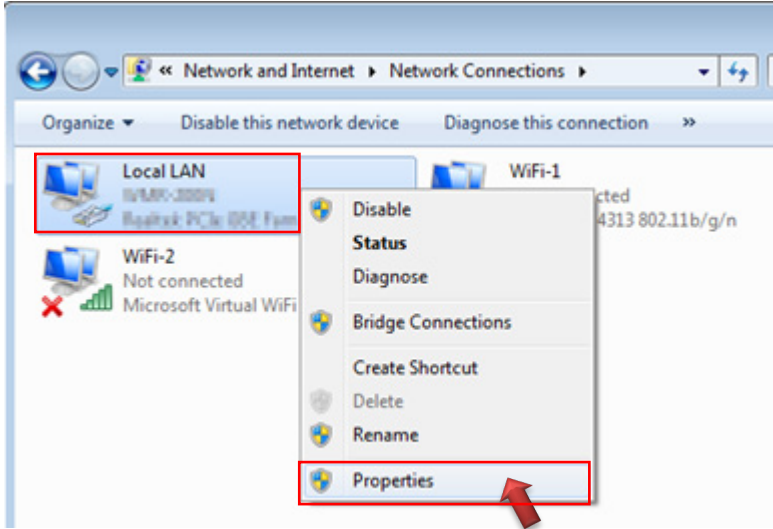 « Network and Internet ▸ Network Connections ▸
Organize ▾ Disable this network device Diagnose this connection »
Local LAN
WiFi-1
cted
4313 802.11b/g/n
WiFi-2
Not connected
Microsoft Virtual WiFi
Disable
Status
Diagnose
Bridge Connections
Create Shortcut
Delete
Rename
Properties